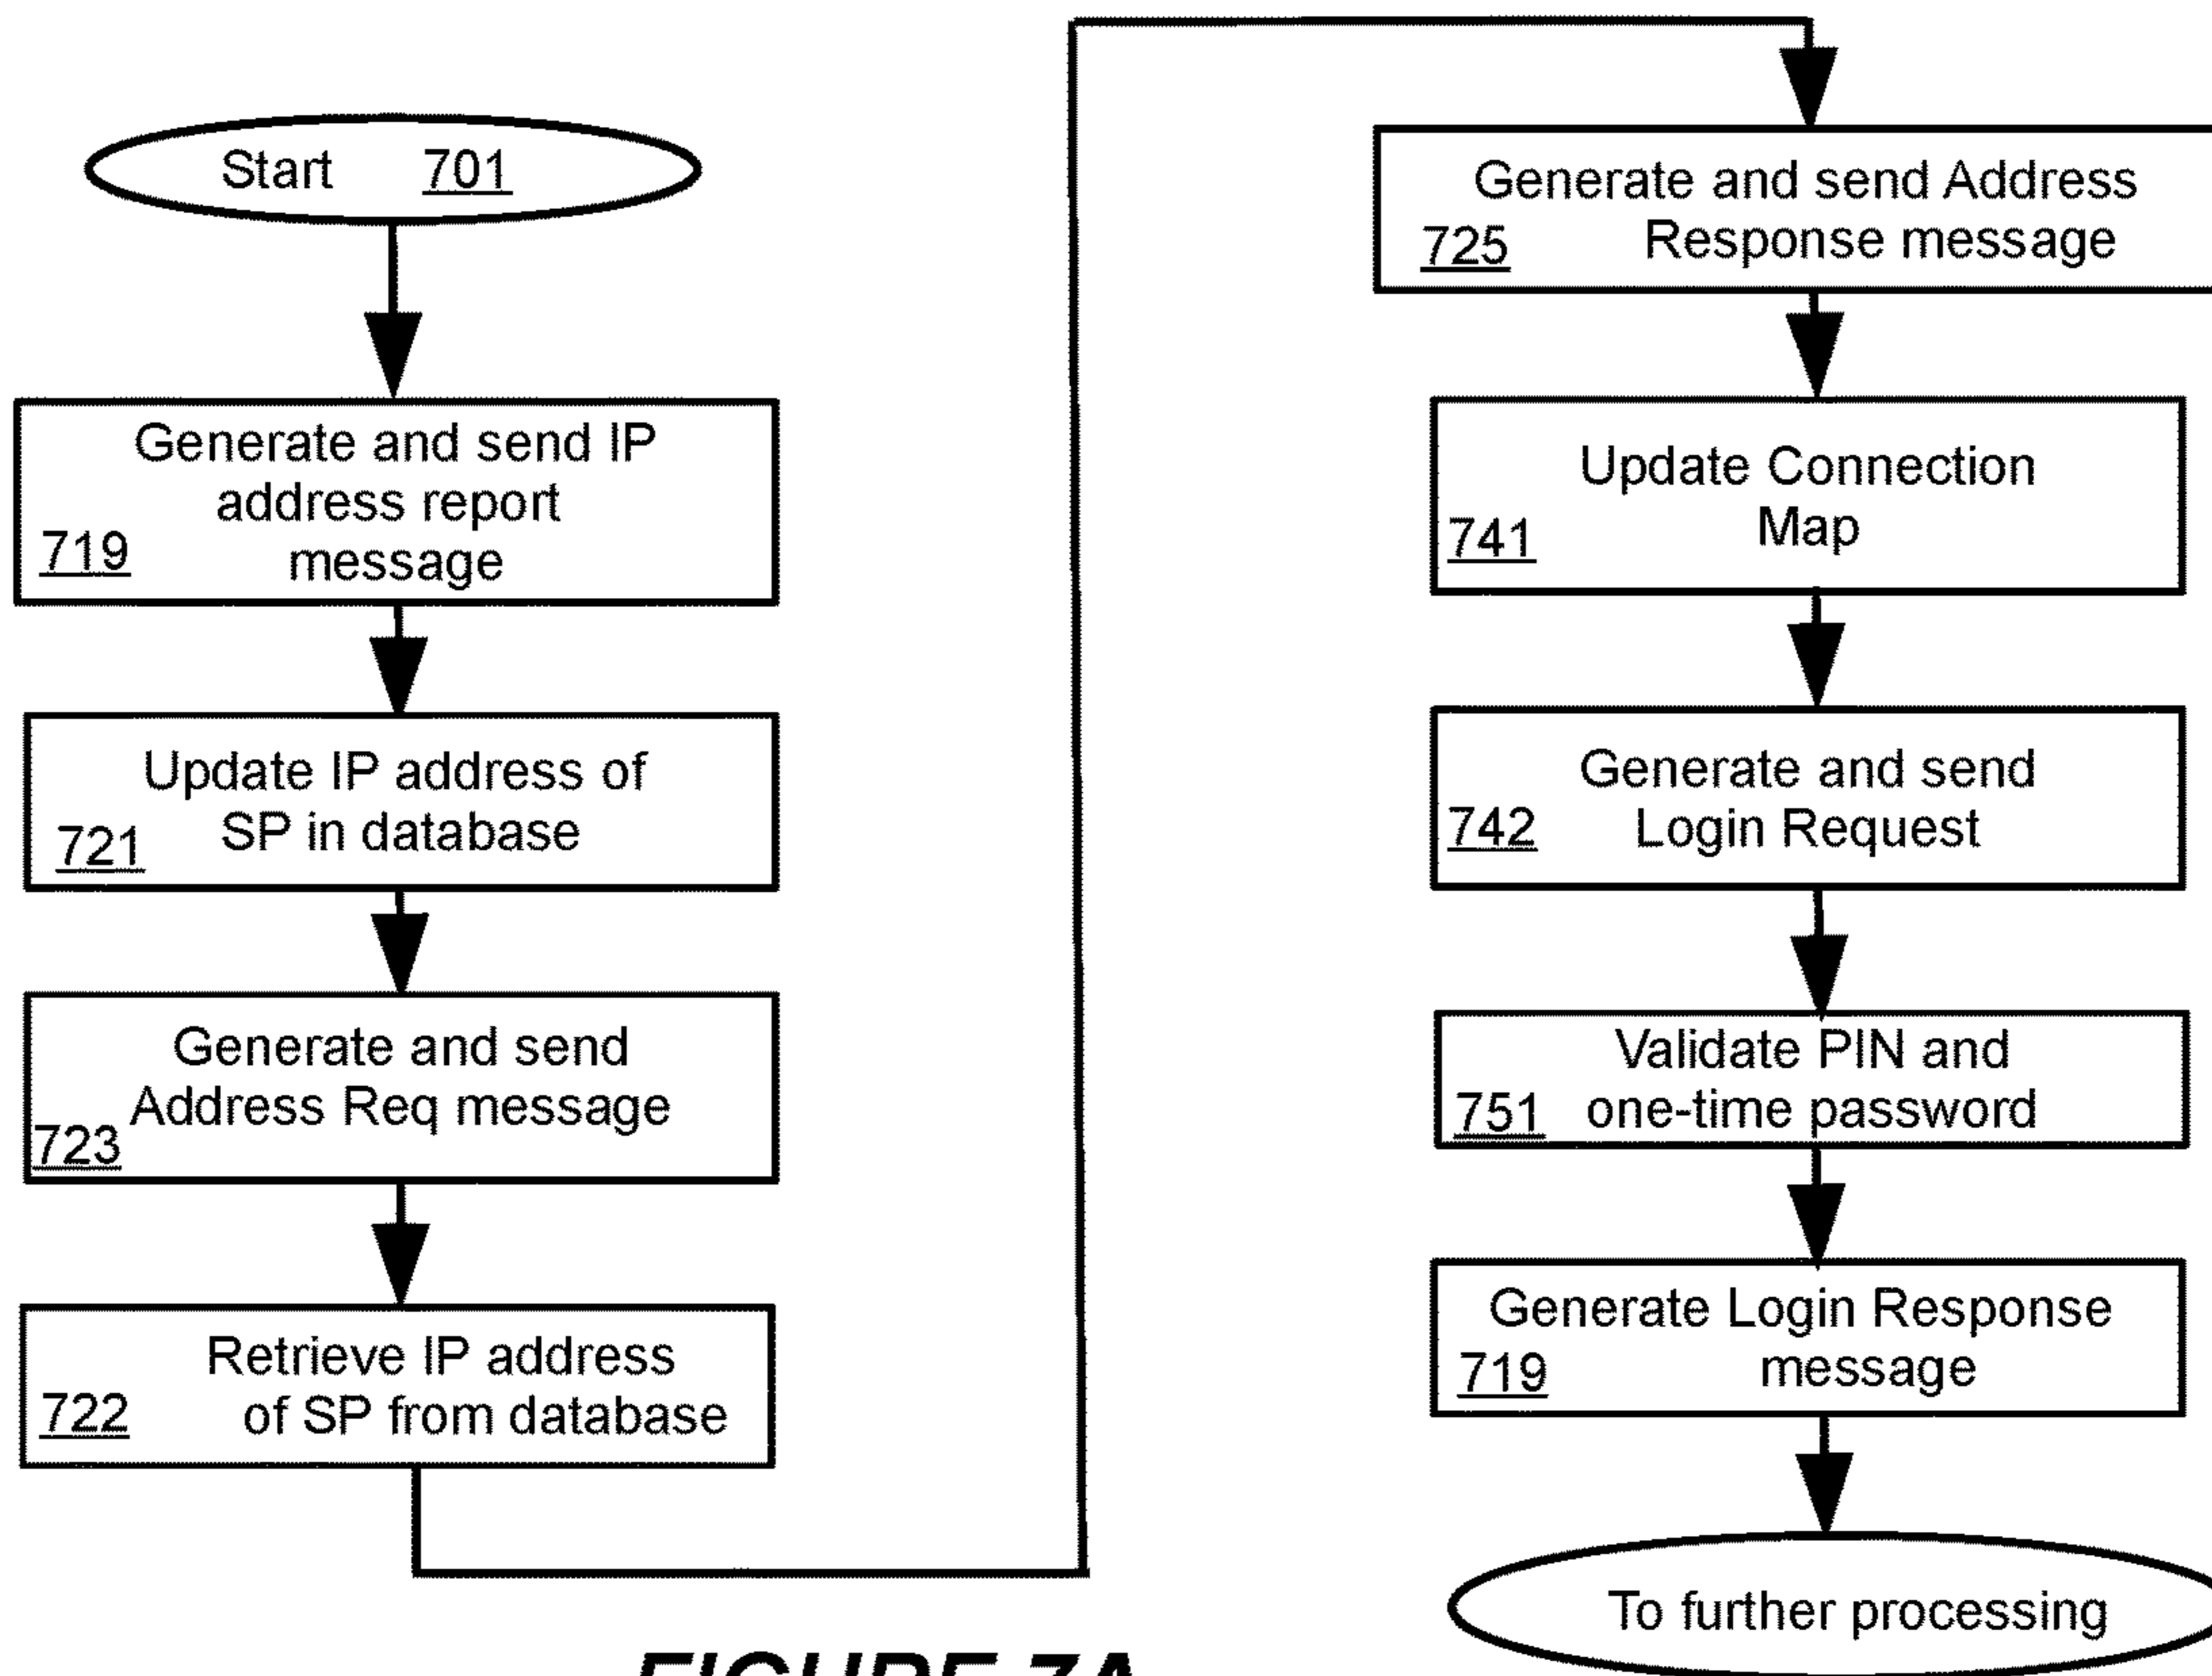 Start 701
Generate and send IP
address report
719 message
Update IP address of
721 SP in database
Generate and send
Address Req message
723
Retrieve IP address
722 of SP from database
Generate and send Address
725 Response message
Update Connection
741 Map
Generate and send
742 Login Request
Validate PIN and
751 one-time password
Generate Login Response
719 message
To further processing
FIGURE 7A